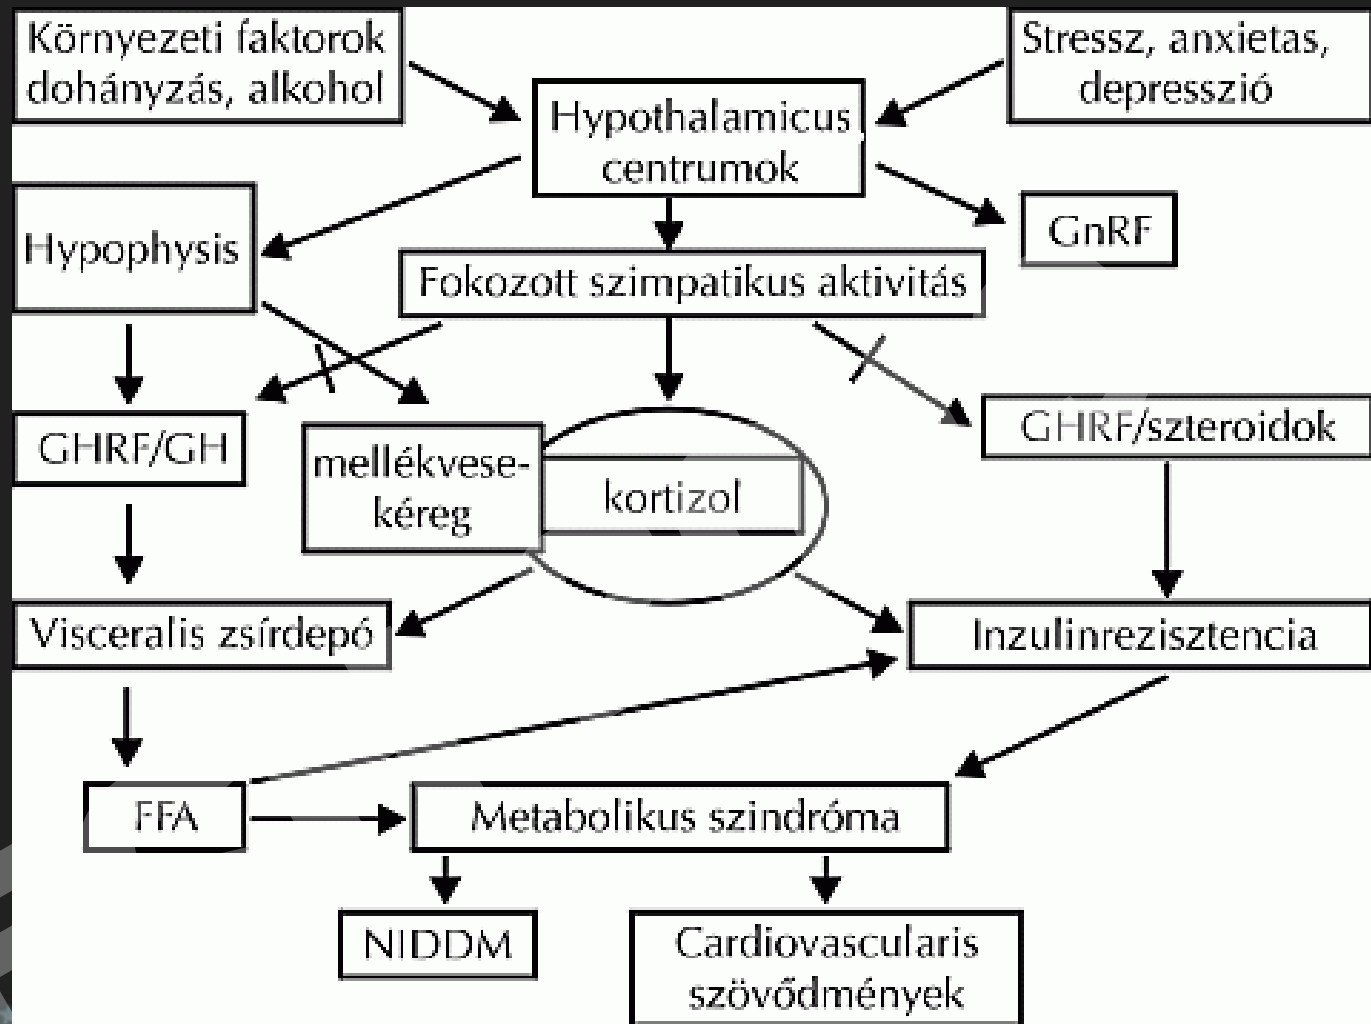 Környezeti faktorok
dohányzás, alkohol
Stressz, anxietas,
depresszió
Hypothalamicus
centrumok
Hypophysis
GnRF
Fokozott szimpatikus aktivitás
GHRF/GH
mellékvese-
kéreg
kortizol
GHRF/szteroidok
Visceralis zsírdepó
Inzulinrezisztencia
FFA
Metabolikus szindróma
NIDDM
Cardiovascularis
szövődmények